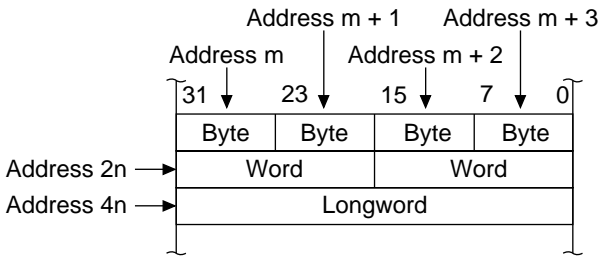 Address m + 1 Address m + 3
Address m Address m + 2
31 23 15 7 0
Byte Byte Byte Byte
Address 2n Word Word
Address 4n Longword